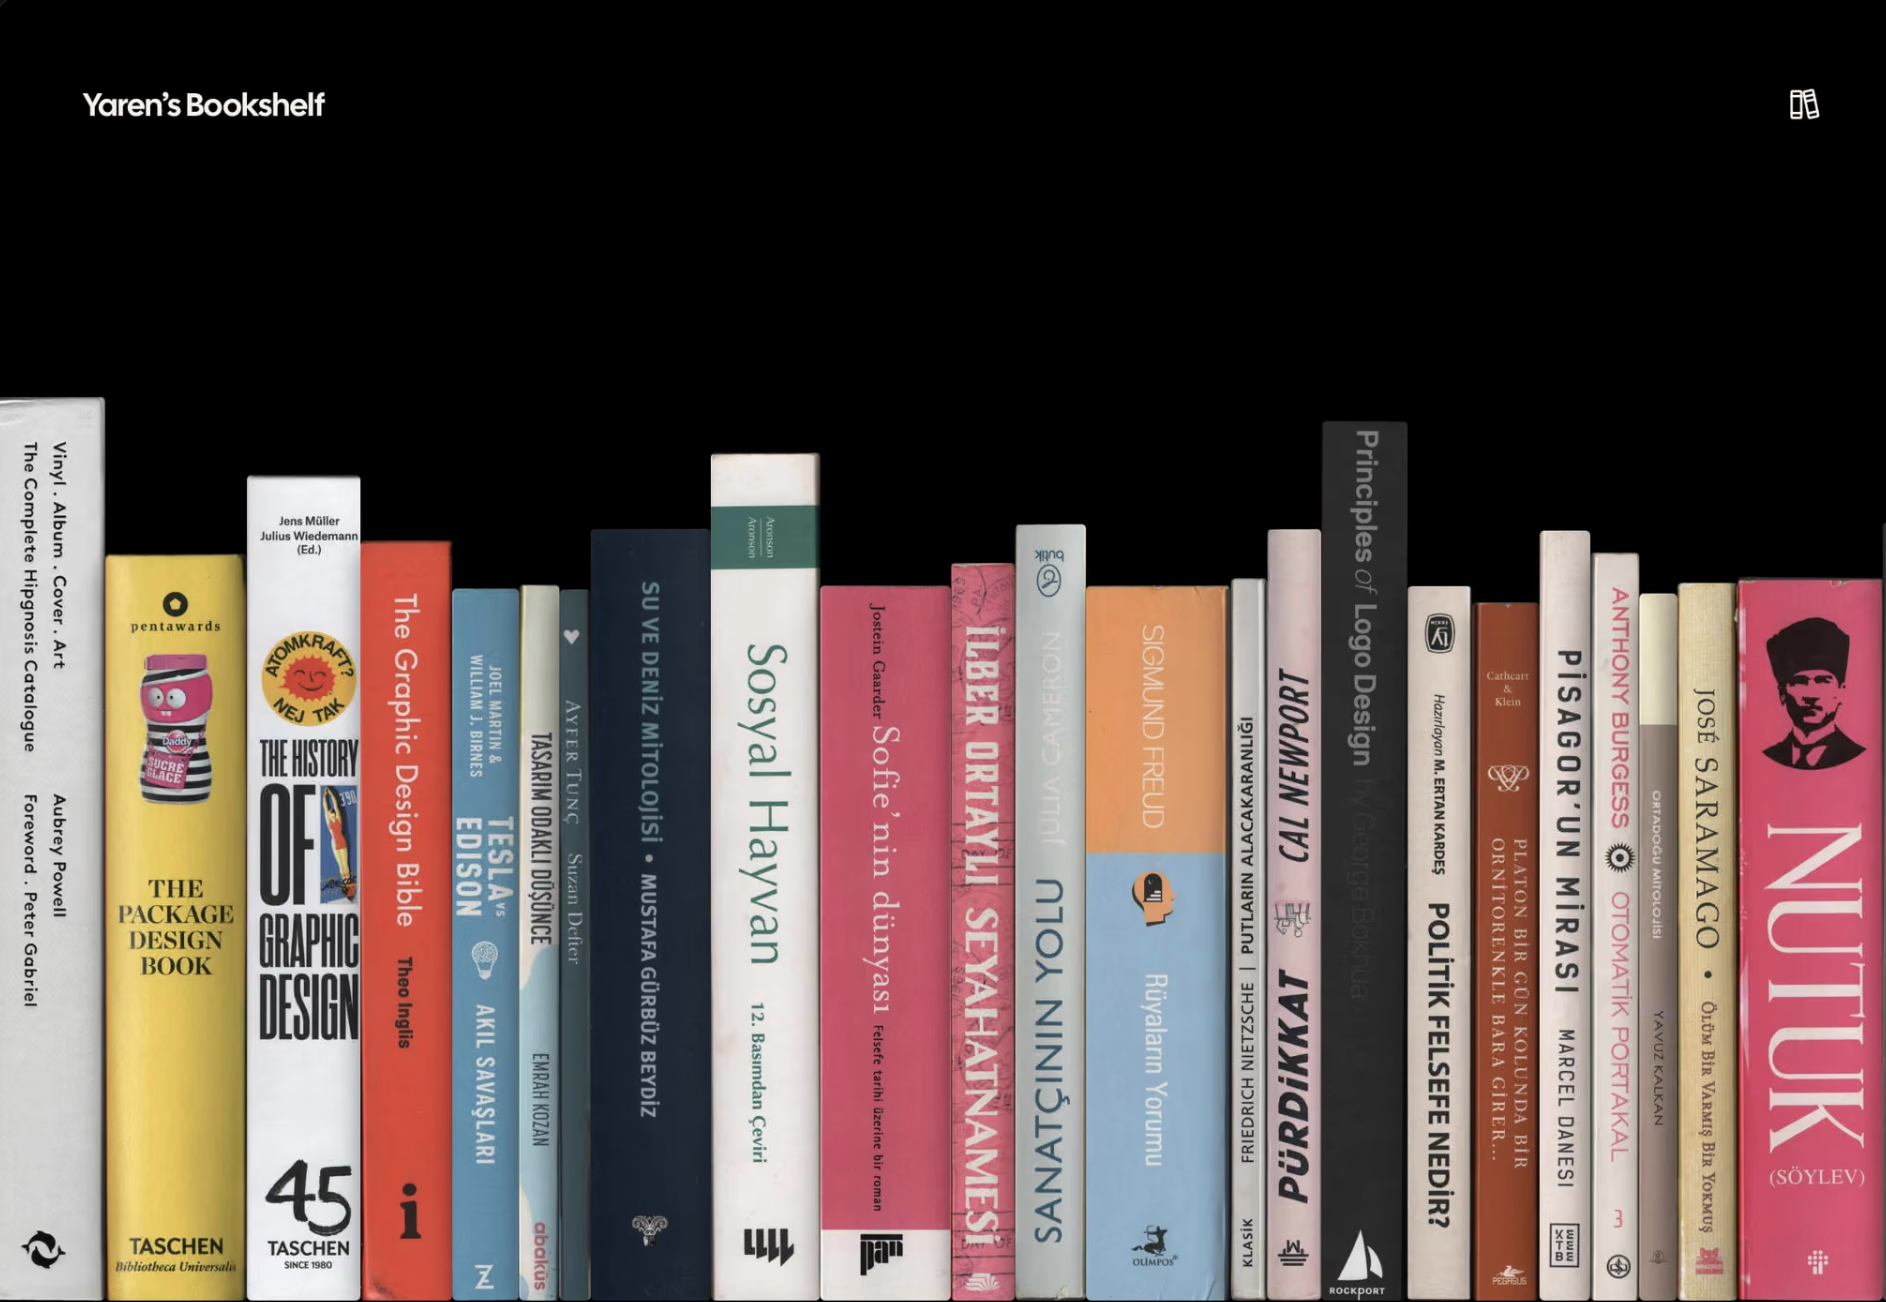 Yaren's Bookshelf
Vinyl . Album . Cover . Art
The Complete Hipgnosis Catalogue
Aubrey Powell
Foreword . Peter Gabriel
pentawards
Daddy
SUCRE
GLACE
THE
PACKAGE
DESIGN
BOOK
TASCHEN
Bibliotheca Universalis
Jens Müller
Julius Wiedemann
(Ed.)
ATOMKRAFT?
NEJ TAK
THE HISTORY
OF
GRAPHIC
DESIGN
45
TASCHEN
SINCE 1980
The Graphic Design Bible
Theo Inglis
i
JOEL MARTIN &
WILLIAM J. BIRNES
TESLA VS
EDISON
AKIL SAVAŞLARI
TASARIM ODAKLI DÜŞÜNCE
EMRAH KOZAN
abaküs
AYFER TUNÇ
Suzan Defter
SU VE DENİZ MİTOLOJİSİ • MUSTAFA GÜRBÜZ BEYDİZ
Aronson
Aronson
Sosyal Hayvan
12. Basımdan Çeviri
Jostein Gaarder
Sofie'nin dünyası
Felsefe tarihi üzerine bir roman
pan
İLBER ORTAYLI SEYAHATNAMESİ
butik
JULIA CAMERON
SANATÇININ YOLU
SIGMUND FREUD
Rüyaların Yorumu
OLİMPOS
FRIEDRICH NIETZSCHE | PUTLARIN ALACAKARANLIĞI
KLASİK
CAL NEWPORT
PÜRDİKKAT
Principles of Logo Design by George Bokhua
ROCKPORT
Hazırlayan M. ERTAN KARDEŞ
POLİTİK FELSEFE NEDİR?
Cathcart
&
Klein
PLATON BİR GÜN KOLUNDA BİR
ORNİTORENKLE BARA GİRER...
PEGASUS
PİSAGOR'UN MİRASI
MARCEL DANESI
ANTHONY BURGESS
OTOMATİK PORTAKAL
ORTADOĞU MİTOLOJİSİ
YAVUZ KALKAN
JOSÉ SARAMAGO • ÖLÜM BİR VARMIŞ BİR YOKMUŞ
NUTUK
(SÖYLEV)